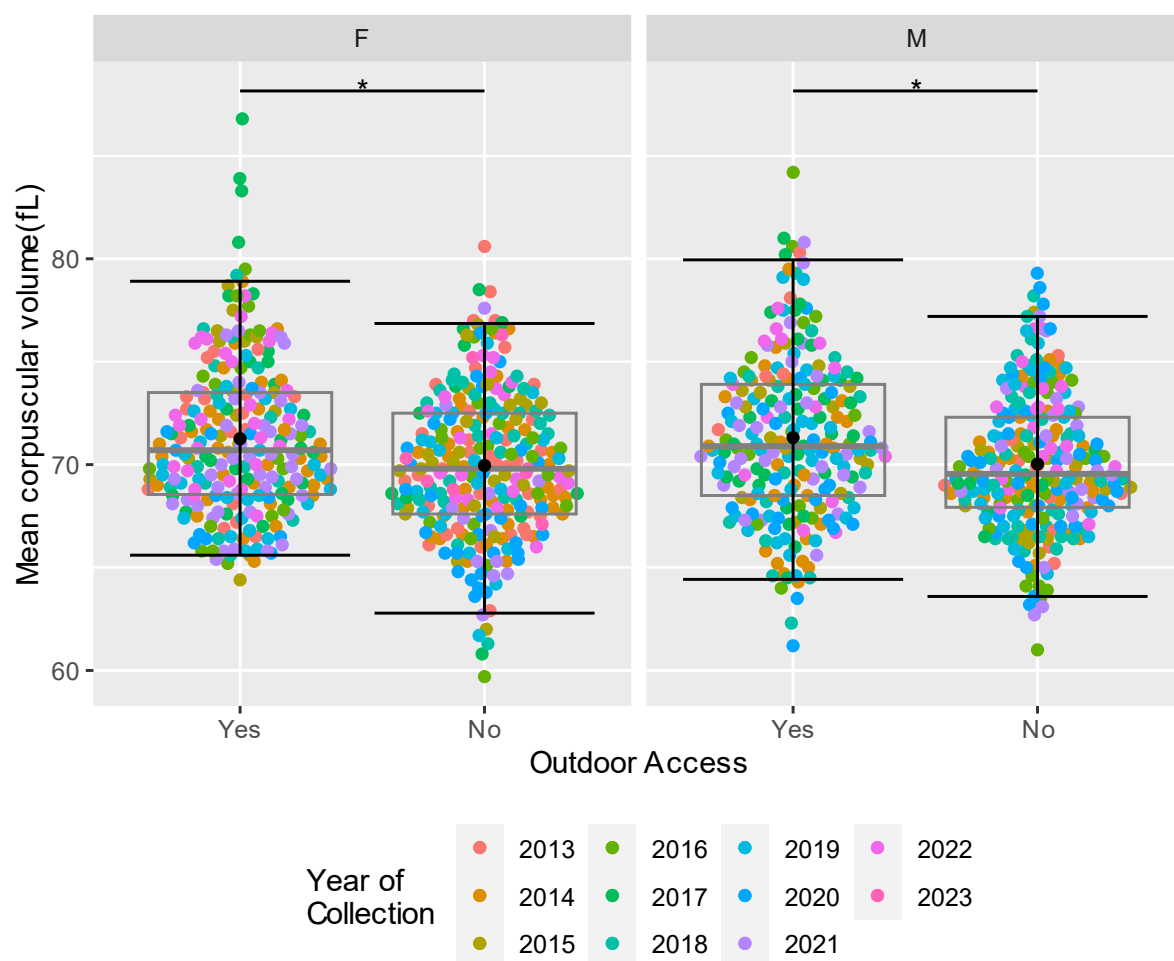 F
M
*
*
Mean corpuscular volume(fL)
80
70
60
Yes
No
Yes
No
Outdoor Access
Year of
Collection
2013
2014
2015
2016
2017
2018
2019
2020
2021
2022
2023